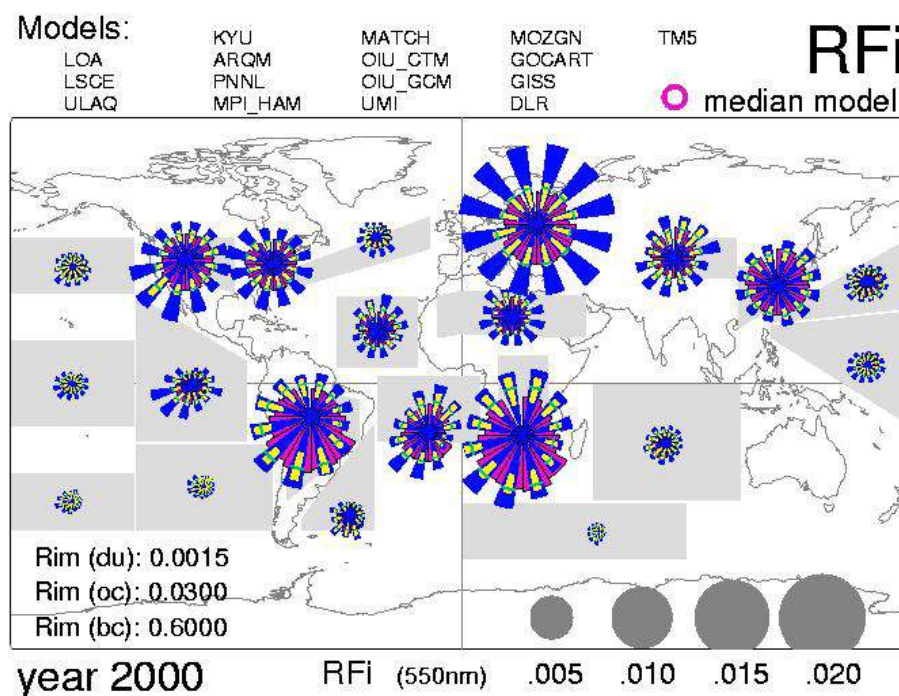 Models:
KYU MATCH MOZGN TM5
LOA ARQM OIU_CTM GOCART
LSCE PNNL OIU_GCM GISS
ULAQ MPI_HAM UMI DLR
RFi
median model
Rim (du): 0.0015
Rim (oc): 0.0300
Rim (bc): 0.6000
year 2000 RFi (550nm) .005 .010 .015 .020